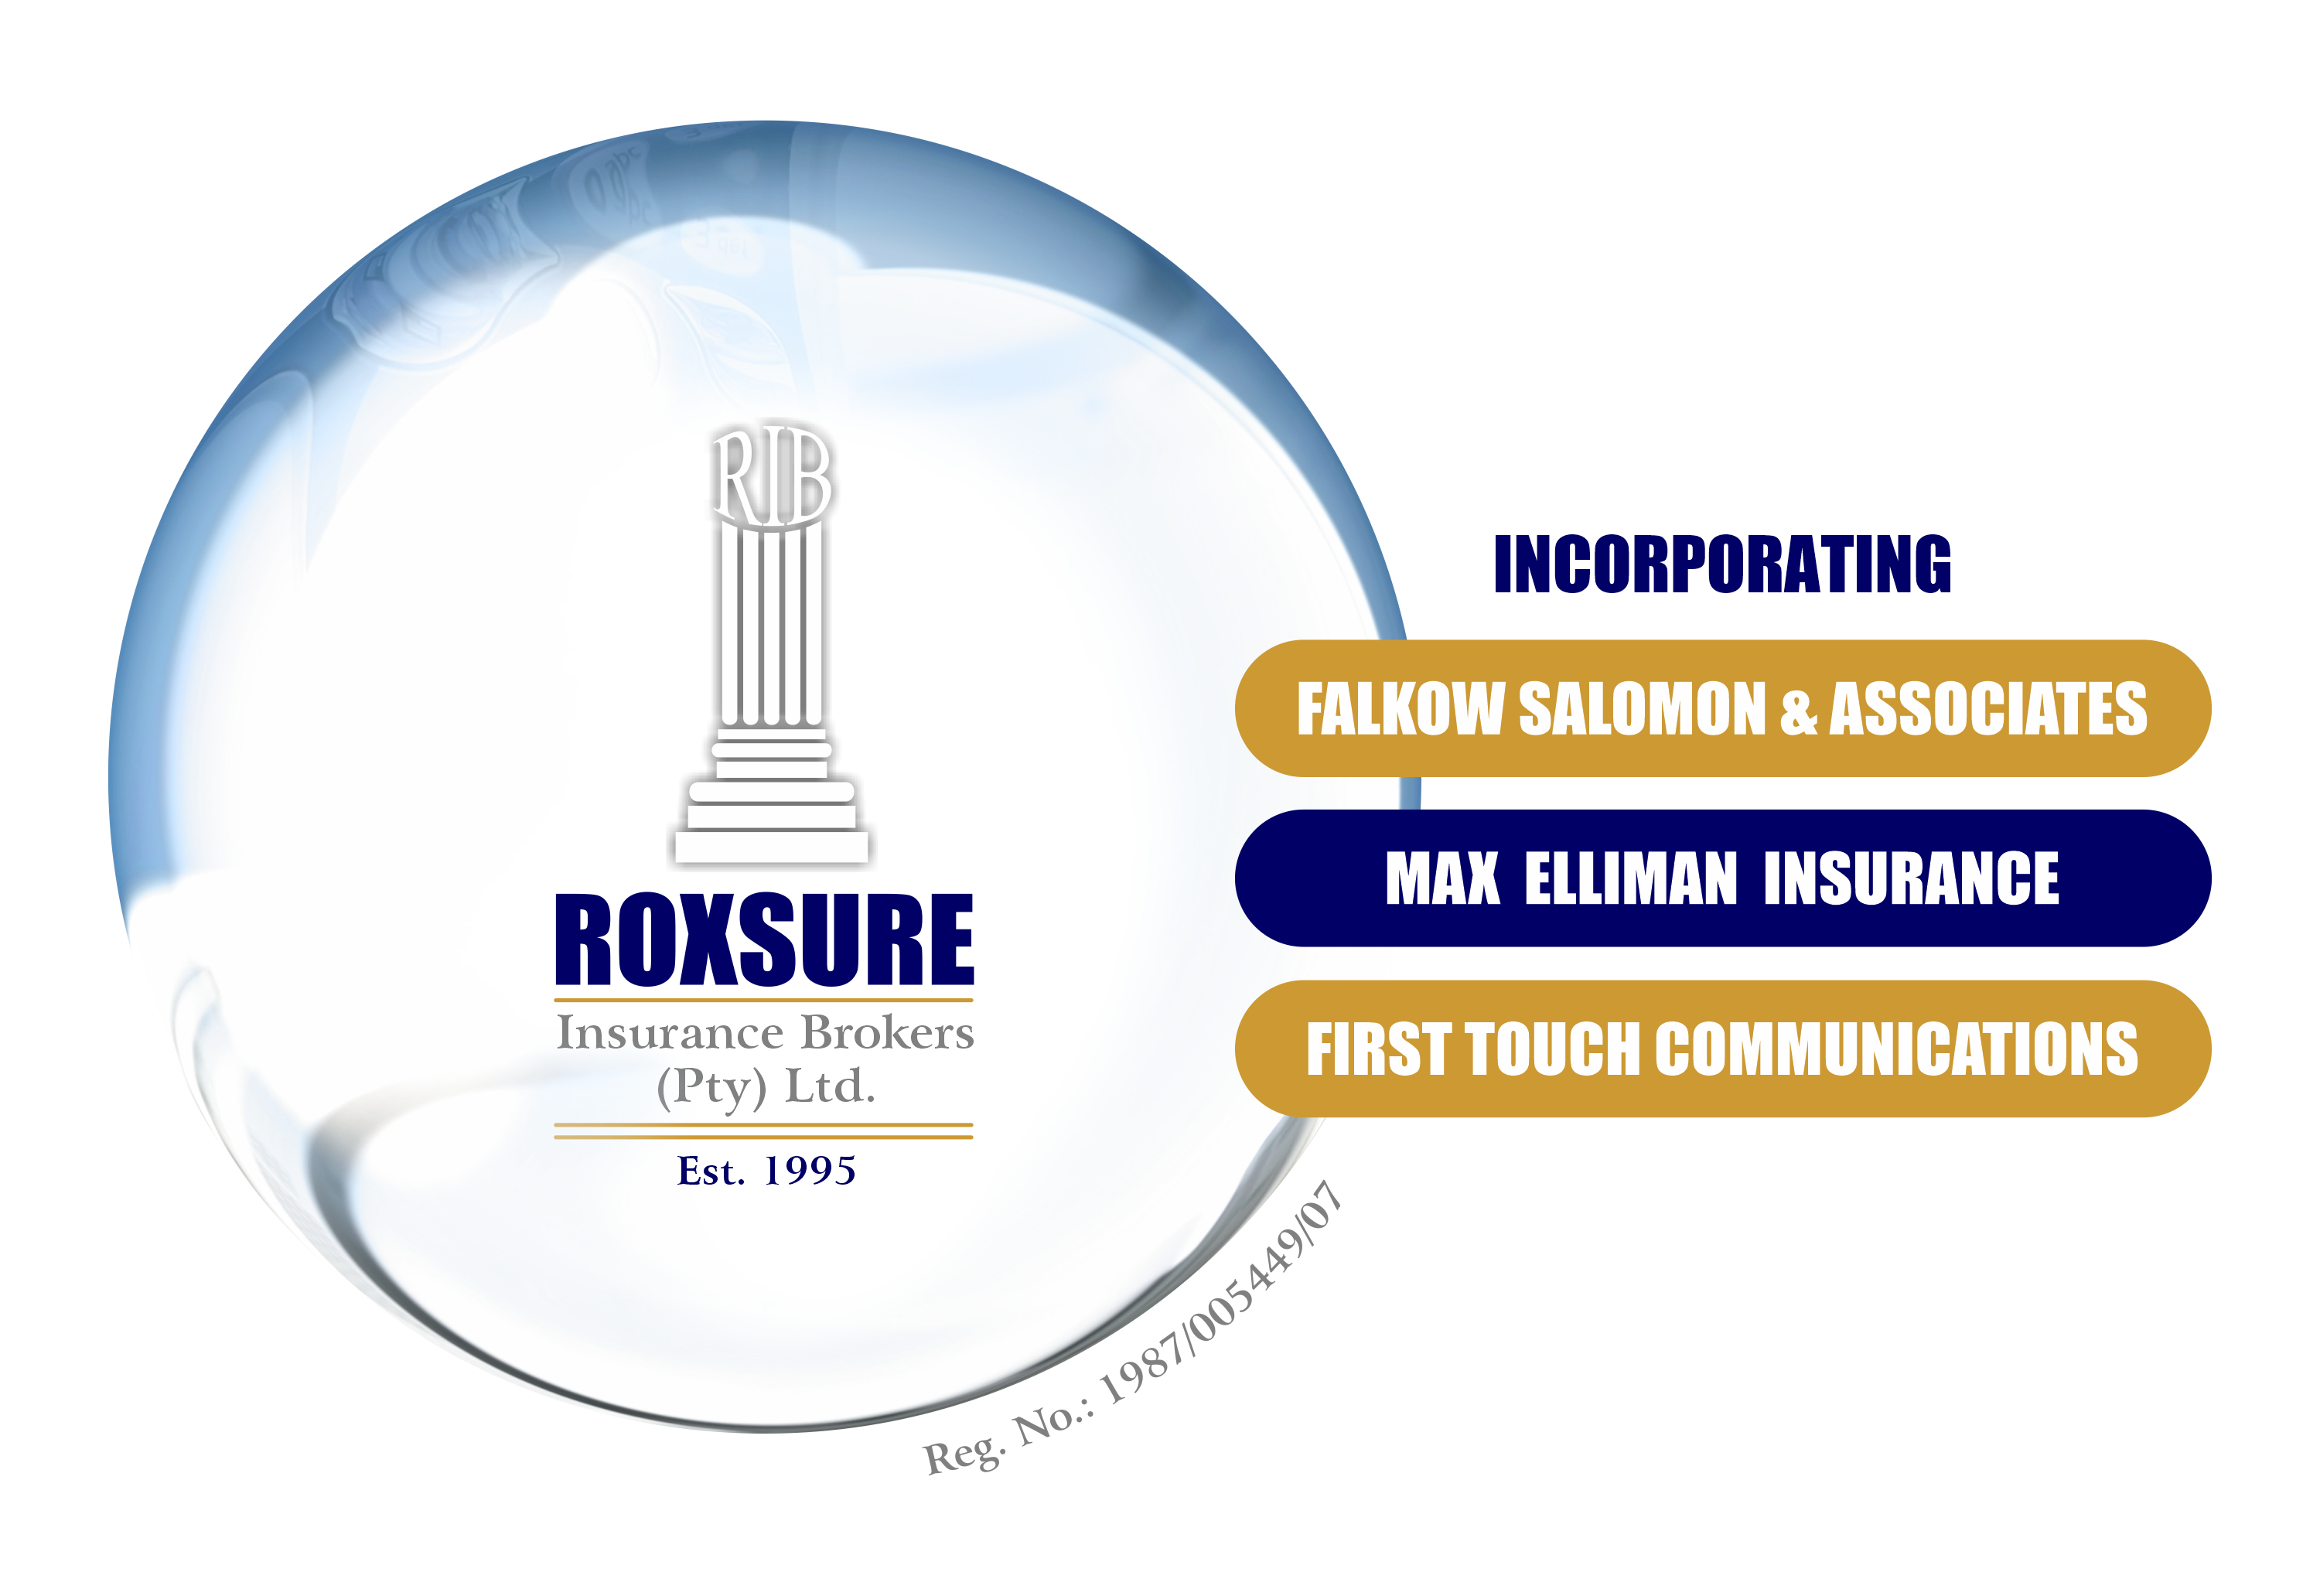 RIB
ROXSURE
Insurance Brokers
(Pty) Ltd.
Est. 1995
INCORPORATING
FALKOW SALOMON & ASSOCIATES
MAX ELLIMAN INSURANCE
FIRST TOUCH COMMUNICATIONS
Reg. No.: 1987/005449/07